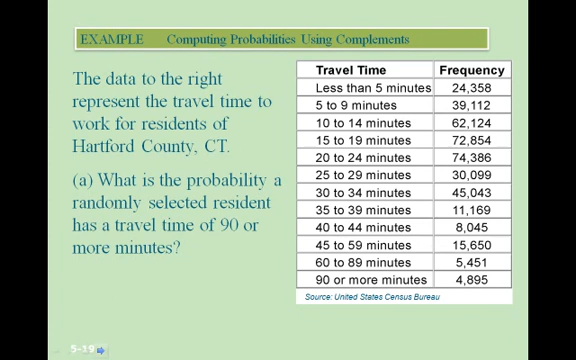 EXAMPLE Computing Probabilities Using Complements
The data to the right
represent the travel time to
work for residents of
Hartford County, CT.
(a) What is the probability a
randomly selected resident
has a travel time of 90 or
more minutes?
Travel Time Frequency
Less than 5 minutes 24,358
5 to 9 minutes 39,112
10 to 14 minutes 62,124
15 to 19 minutes 72,854
20 to 24 minutes 74,386
25 to 29 minutes 30,099
30 to 34 minutes 45,043
35 to 39 minutes 11,169
40 to 44 minutes 8,045
45 to 59 minutes 15,650
60 to 89 minutes 5,451
90 or more minutes 4,895
Source: United States Census Bureau
5-19